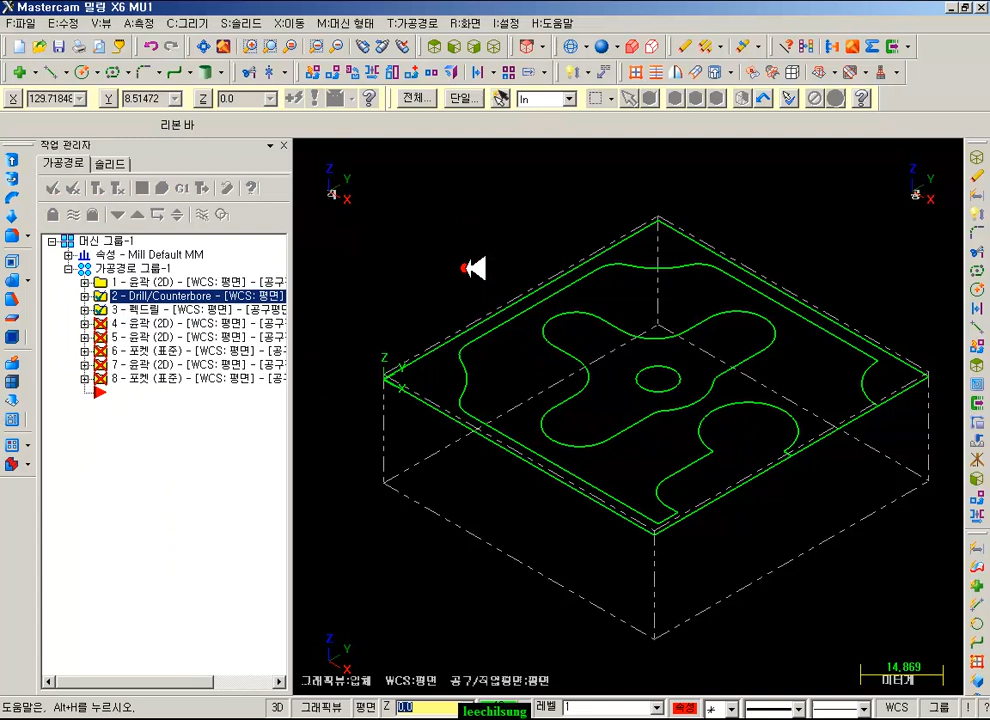 Mastercam 밀링 X6 MU1
F:파일 E:수정 V:뷰 A:측정 C:그리기 S:솔리드 X:이동 M:머신 형태 T:가공경로 R:화면 I:설정 H:도움말
X 129.71848 Y 8.51472 Z 0.0 전체... 단일... In
리본 바
작업 관리자
가공경로 솔리드
G1
머신 그룹-1
속성 - Mill Default MM
가공경로 그룹-1
1 - 윤곽 (2D) - [WCS: 평면] - [공구
2 - Drill/Counterbore - [WCS: 평면]
3 - 펙드릴 - [WCS: 평면] - [공구평면
4 - 윤곽 (2D) - [WCS: 평면] - [공구
5 - 윤곽 (2D) - [WCS: 평면] - [공구
6 - 포켓 (표준) - [WCS: 평면] - [공
7 - 윤곽 (2D) - [WCS: 평면] - [공구
8 - 포켓 (표준) - [WCS: 평면] - [공
Z Y X
Z Y X
Z Y X
Z Y X
14,869
미터계
그래픽뷰:입체 WCS:평면 공구/작업평면:평면
도움말은, Alt+H를 누르시오. 3D 그래픽뷰 평면 Z 0.0 레벨 1 속성 WCS 그룹
leechilsung